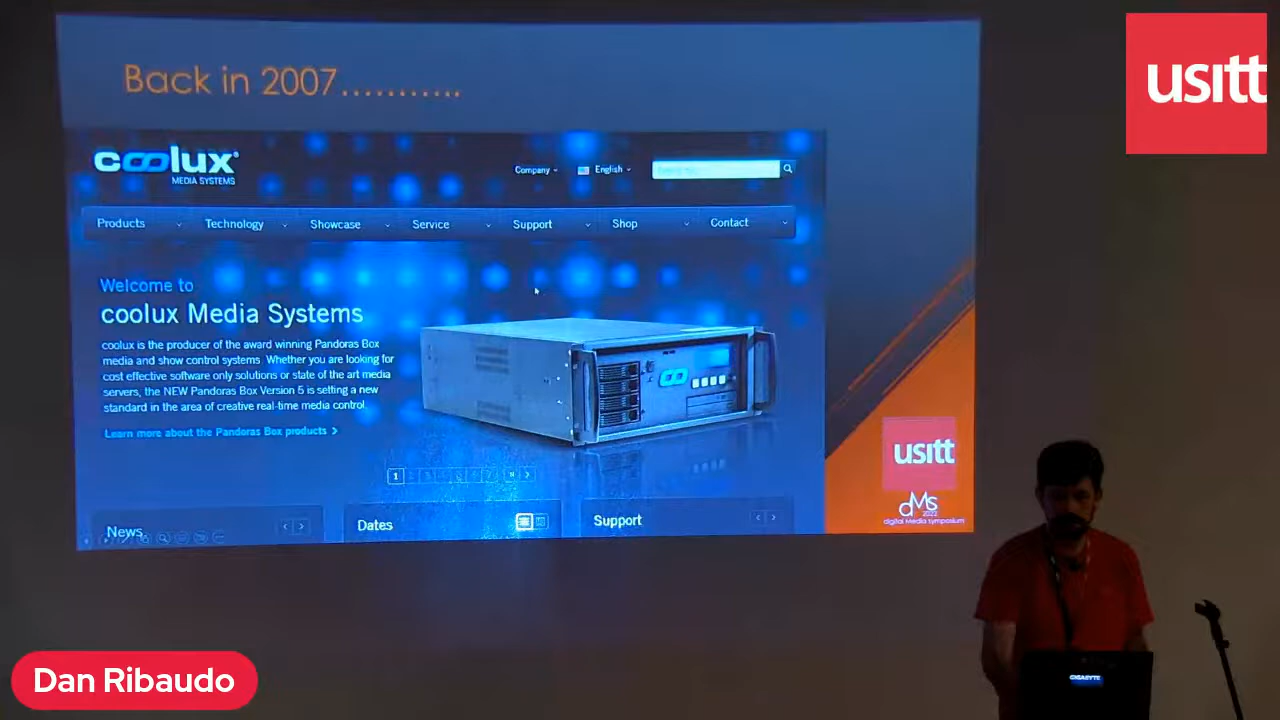 Back in 2007...........
usitt
coolux
MEDIA SYSTEMS
Company
English
Products
Technology
Showcase
Service
Support
Shop
Contact
Welcome to
coolux Media Systems
coolux is the producer of the award winning Pandoras Box
media and show control systems. Whether you are looking for
cost effective software only solutions or state of the art media
servers, the NEW Pandoras Box Version 5 is setting a new
standard in the area of creative real-time media control.
Learn more about the Pandoras Box products >
1
News
Dates
Support
usitt
dMs
2022
digital Media symposium
GIGABYTE
Dan Ribaudo